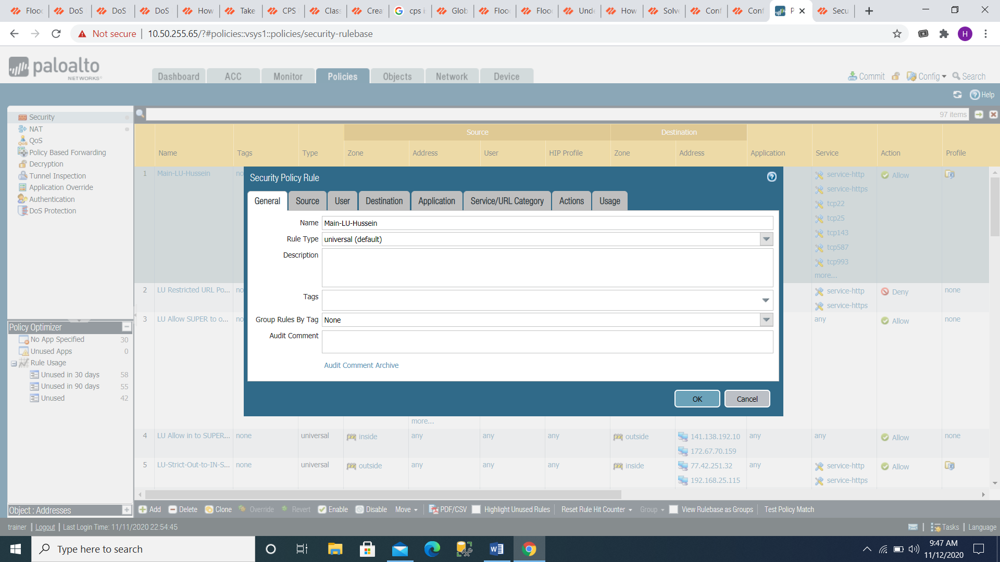 Flood
DoS
DoS
DoS
How
Take
CPS
Clas
Crea
cps i
Glob
Flood
Flood
Unde
How
Solve
Conf
Conf
P
Secu
Not secure
10.50.255.65/?#policies::vsys1::policies/security-rulebase
H
paloalto
NETWORKS
Dashboard ACC Monitor Policies Objects Network Device
Commit Config Search
Help
Security
NAT
QoS
Policy Based Forwarding
Decryption
Tunnel Inspection
Application Override
Authentication
DoS Protection
97 items
Source Destination
Name Tags Type Zone Address User HIP Profile Zone Address Application Service Action Profile
1 Main-LU-Hussein no service-http Allow
service-https
tcp22
tcp25
tcp143
tcp587
tcp993
more...
2 LU Restricted URL Po... no service-http Deny none
service-https
3 LU Allow SUPER to o... no any Allow none
more...
4 LU Allow in to SUPER... none universal inside any any any outside 141.138.192.10 any any Allow none
172.67.70.159
5 LU-Strict-Out-to-IN-S... none universal outside any any any inside 77.42.251.32 any service-http Allow
192.168.25.115 service-https
Security Policy Rule
General Source User Destination Application Service/URL Category Actions Usage
Name Main-LU-Hussein
Rule Type universal (default)
Description
Tags
Group Rules By Tag None
Audit Comment
Audit Comment Archive
OK Cancel
Policy Optimizer
No App Specified 30
Unused Apps 0
Rule Usage
Unused in 30 days 58
Unused in 90 days 55
Unused 42
Object : Addresses
Add Delete Clone Override Revert Enable Disable Move PDF/CSV Highlight Unused Rules Reset Rule Hit Counter Group View Rulebase as Groups Test Policy Match
trainer | Logout | Last Login Time: 11/11/2020 22:54:45
Tasks | Language
Type here to search
9:47 AM
11/12/2020